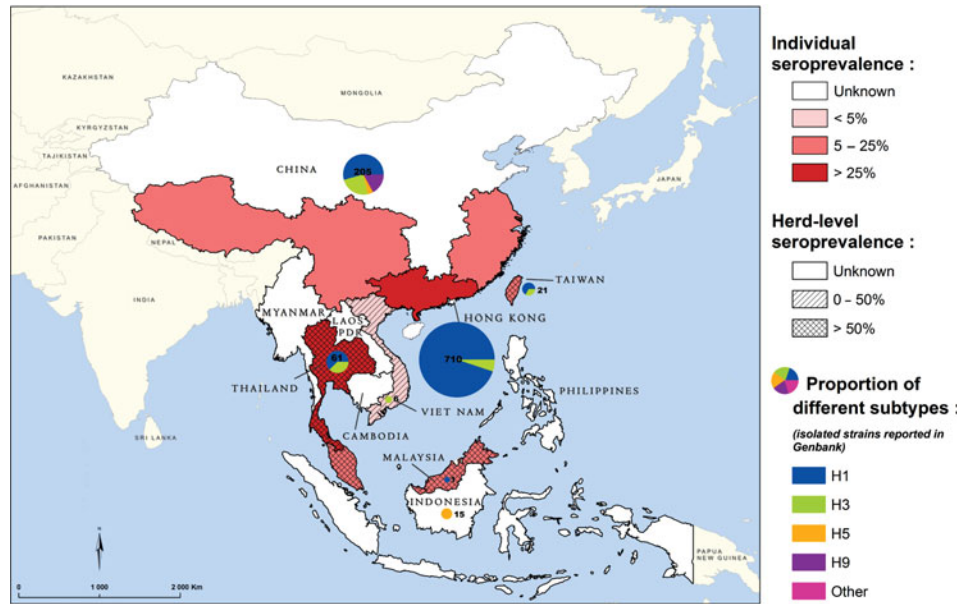 KAZAKHSTAN
MONGOLIA
KYRGYZSTAN
TAJIKISTAN
AFGHANISTAN
CHINA
205
JAPAN
PAKISTAN
NEPAL
INDIA
TAIWAN
21
MYANMAR
LAOS
PDR
HONG KONG
710
61
THAILAND
PHILIPPINES
VIET NAM
CAMBODIA
SRI LANKA
MALAYSIA
INDONESIA
15
PAPUA
NEW GUINEA
N
0
1 000
2 000 Km
Individual
seroprevalence :
Unknown
< 5%
5 – 25%
> 25%
Herd-level
seroprevalence :
Unknown
0 – 50%
> 50%
Proportion of
different subtypes :
(isolated strains reported in
Genbank)
H1
H3
H5
H9
Other